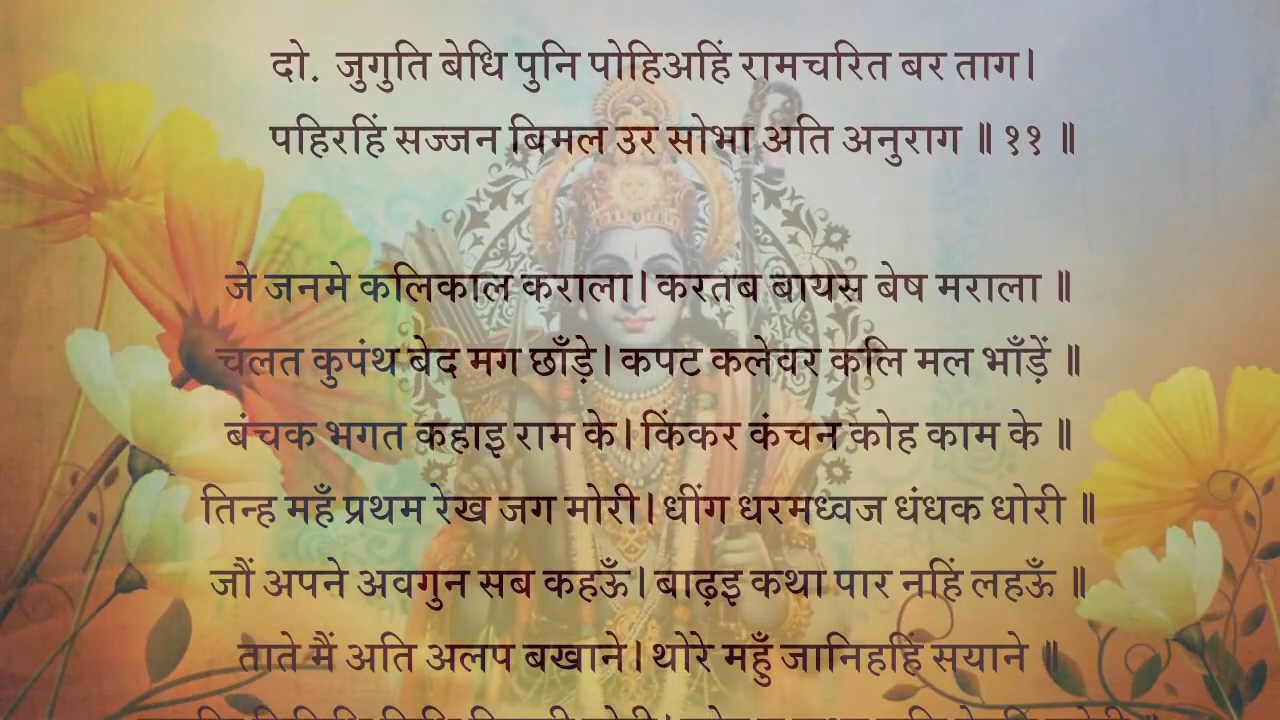 दो. जुगुति बेधि पुनि पोहिअहिं रामचरित बर ताग।
पहिरहिं सज्जन बिमल उर सोभा अति अनुराग ॥ ११ ॥
जे जनमे कलिकाल कराला। करतब बायस बेष मराला ॥
चलत कुपंथ बेद मग छाँड़े। कपट कलेवर कलि मल भाँड़ें ॥
बंचक भगत कहाइ राम के। किंकर कंचन कोह काम के ॥
तिन्ह महँ प्रथम रेख जग मोरी। धींग धरमध्वज धंधक धोरी ॥
जौं अपने अवगुन सब कहऊँ। बाढ़इ कथा पार नहिं लहऊँ ॥
ताते मैं अति अलप बखाने। थोरे महुँ जानिहहिं सयाने ॥